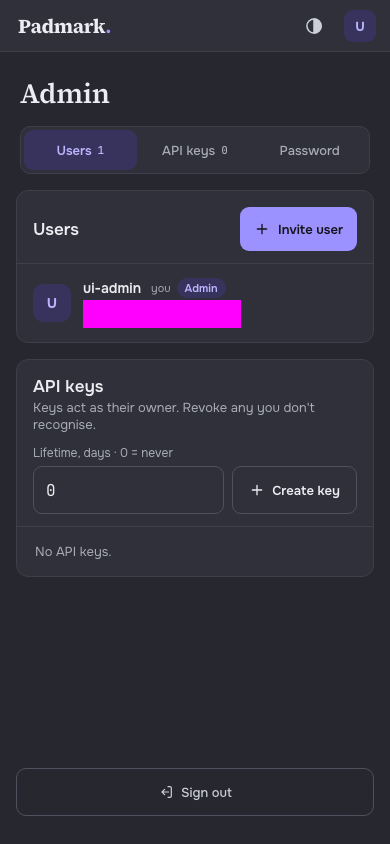 Padmark.
U
Admin
Users 1
API keys 0
Password
Users
+ Invite user
U
ui-admin you Admin
API keys
Keys act as their owner. Revoke any you don't
recognise.
Lifetime, days · 0 = never
0
+ Create key
No API keys.
Sign out